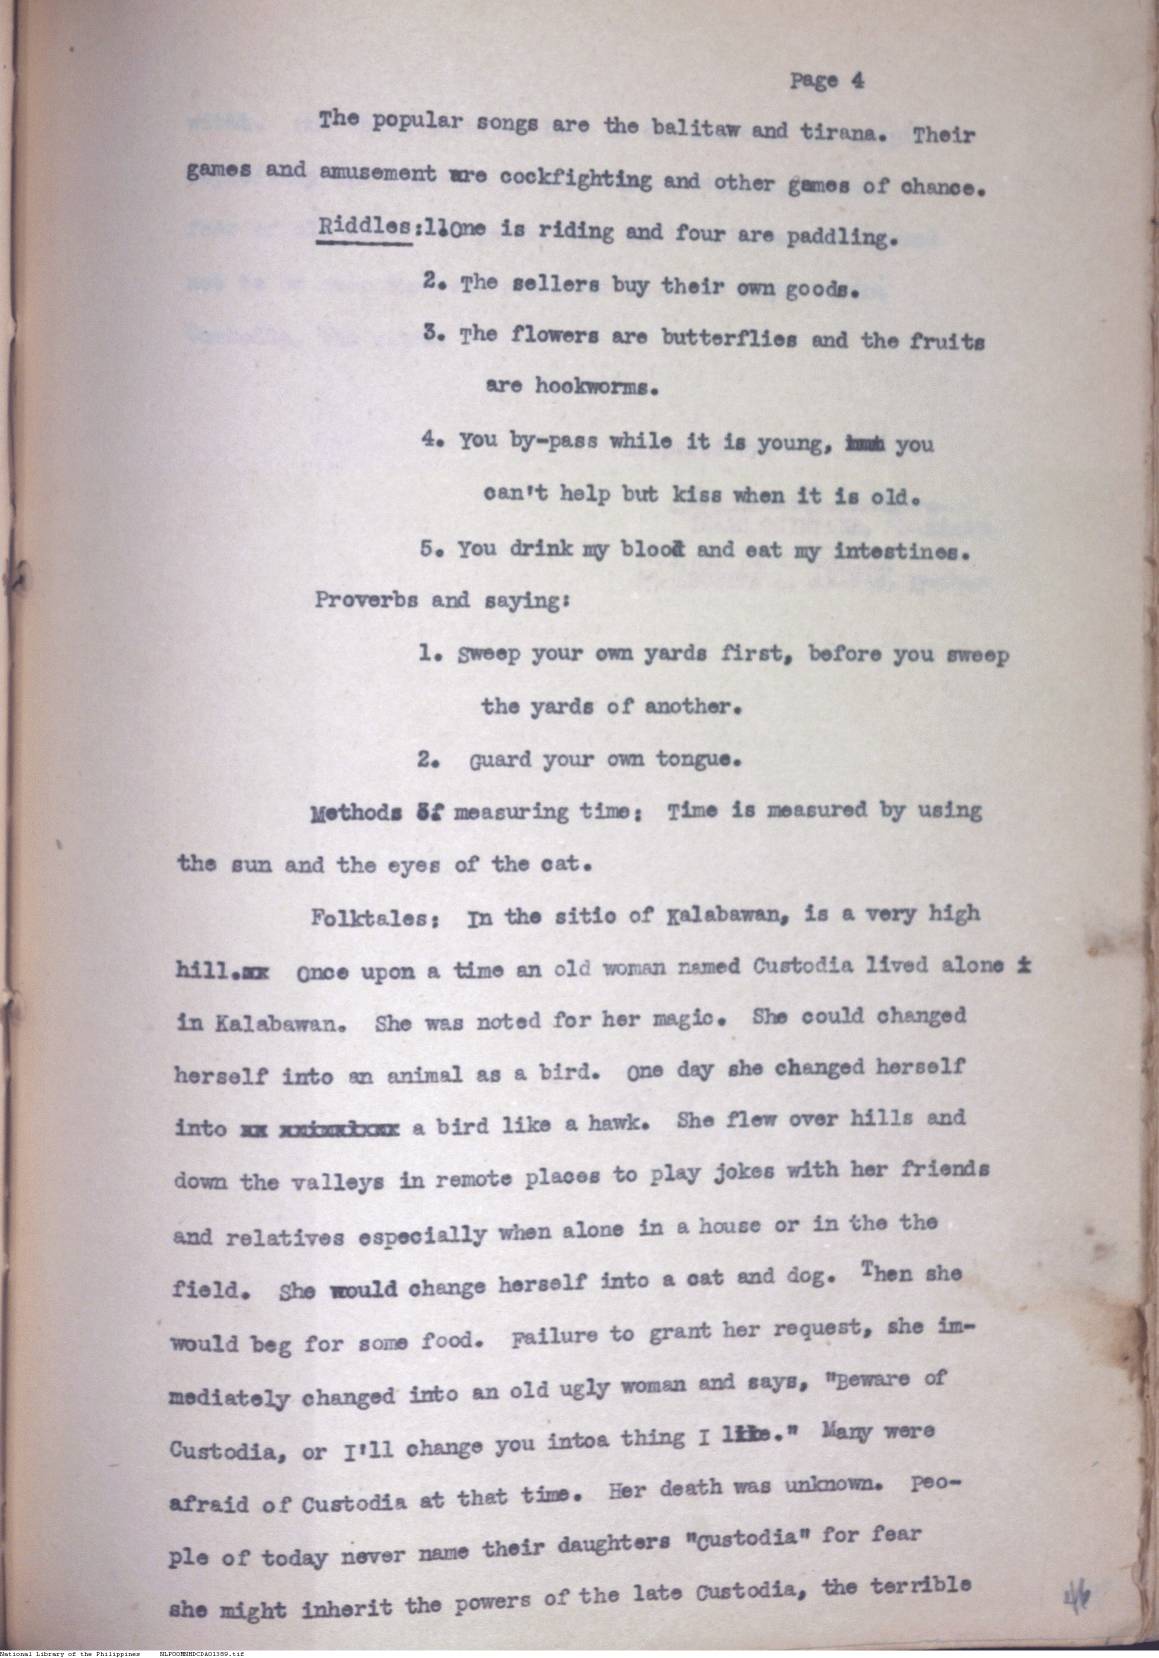 Page 4
The popular songs are the balitaw and tirana. Their
games and amusement are cockfighting and other games of chance.
Riddles:11One is riding and four are paddling.
2. The sellers buy their own goods.
3. The flowers are butterflies and the fruits
are hookworms.
4. You by-pass while it is young, you
can't help but kiss when it is old.
5. You drink my blood and eat my intestines.
Proverbs and saying:
1. Sweep your own yards first, before you sweep
the yards of another.
2. Guard your own tongue.
Methods of measuring time: Time is measured by using
the sun and the eyes of the cat.
Folktales: In the sitio of Kalabawan, is a very high
hill.xx Once upon a time an old woman named Custodia lived alone
in Kalabawan. She was noted for her magic. She could changed
herself into an animal as a bird. One day she changed herself
into a bird like a hawk. She flew over hills and
down the valleys in remote places to play jokes with her friends
and relatives especially when alone in a house or in the the
field. She would change herself into a cat and dog. Then she
would beg for some food. Failure to grant her request, she im-
mediately changed into an old ugly woman and says, "Beware of
Custodia, or I'll change you intoa thing I like." Many were
afraid of Custodia at that time. Her death was unknown. Peo-
ple of today never name their daughters "Custodia" for fear
she might inherit the powers of the late Custodia, the terrible
National Library of the Philippines NLPOOMNHDCDA01389.tif